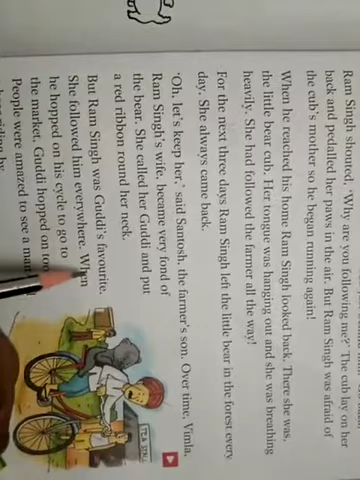 Ram Singh shouted, 'Why are you following me?' The cub lay on her
back and pedalled her paws in the air. But Ram Singh was afraid of
the cub's mother so he began running again!
When he reached his home Ram Singh looked back. There she was,
the little bear cub. Her tongue was hanging out and she was breathing
heavily. She had followed the farmer all the way!
For the next three days Ram Singh left the little bear in the forest every
day. She always came back.
'Oh, let's keep her,' said Santosh, the farmer's son. Over time, Vimla,
Ram Singh's wife, became very fond of
the bear. She called her Guddi and put
a red ribbon round her neck.
But Ram Singh was Guddi's favourite.
She followed him everywhere. When
he hopped on his cycle to go to
the market, Guddi hopped on too
People were amazed to see a man
riding by
TEA STALL